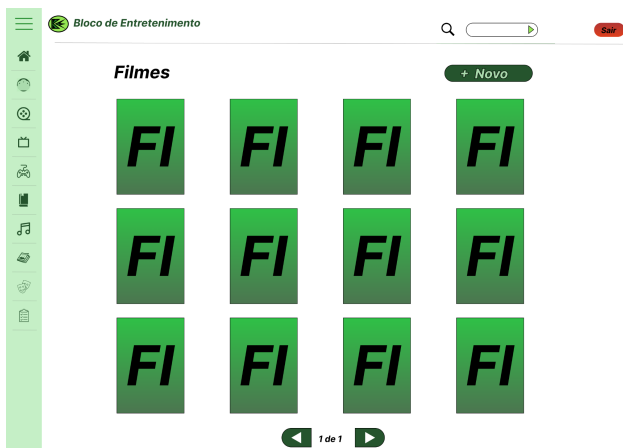 Bloco de Entretenimento
Sair
Filmes
+ Novo
FI FI FI FI
FI FI FI FI
FI FI FI FI
1 de 1